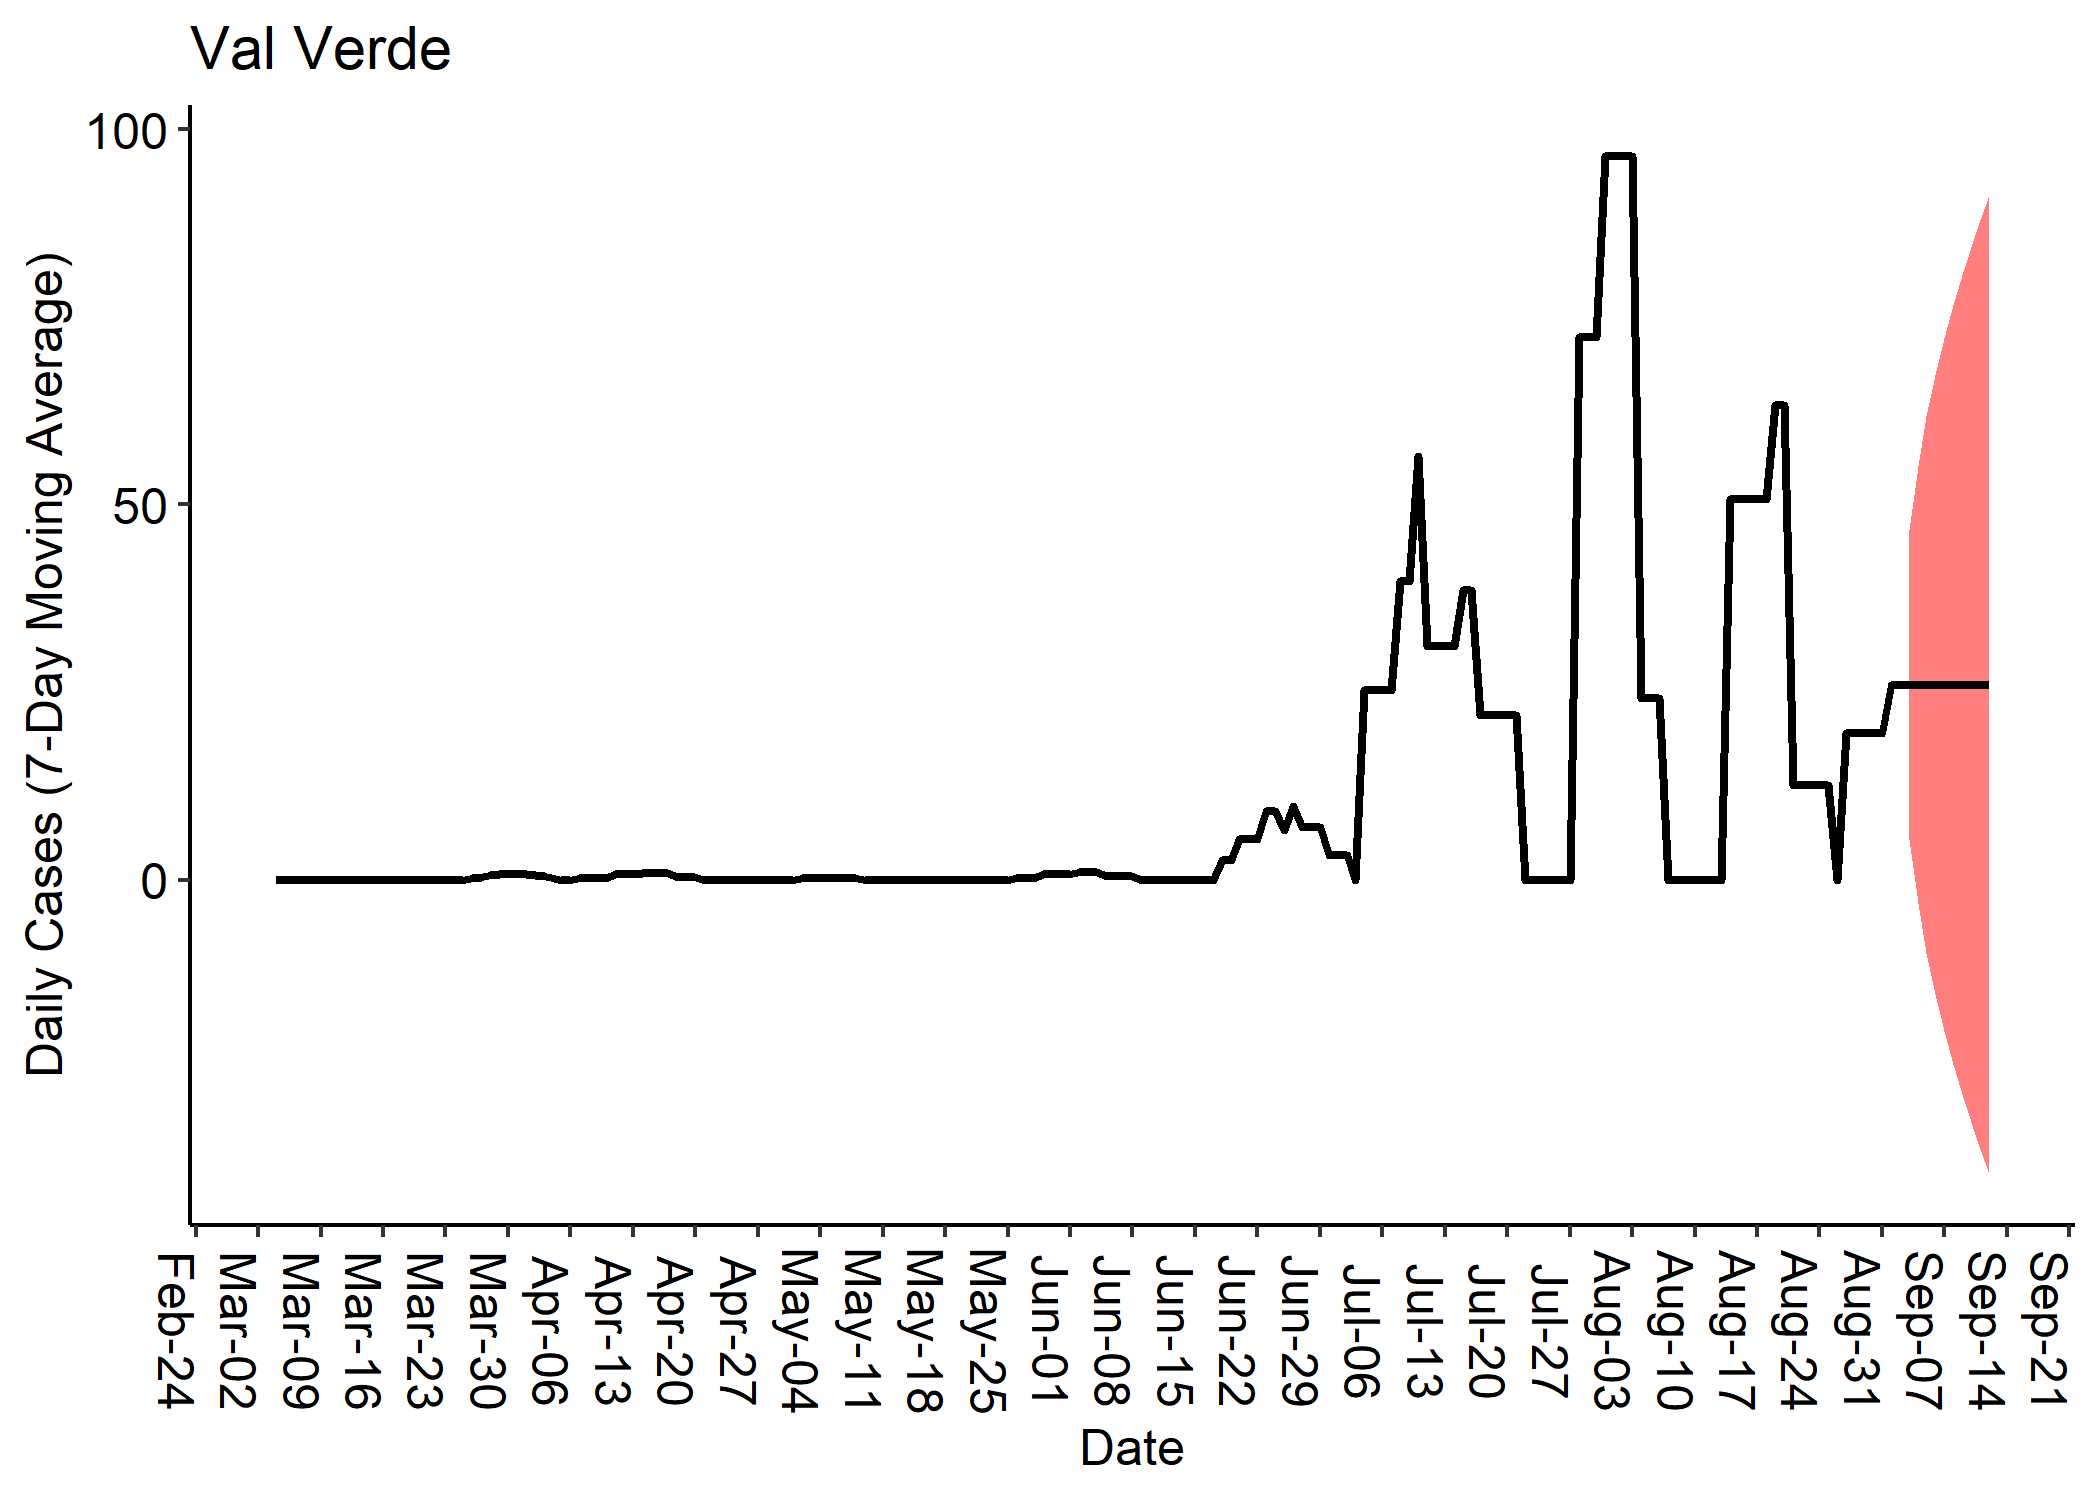 Val Verde
Daily Cases (7-Day Moving Average)
100
50
0
Feb-24
Mar-02
Mar-09
Mar-16
Mar-23
Mar-30
Apr-06
Apr-13
Apr-20
Apr-27
May-04
May-11
May-18
May-25
Jun-01
Jun-08
Jun-15
Jun-22
Jun-29
Jul-06
Jul-13
Jul-20
Jul-27
Aug-03
Aug-10
Aug-17
Aug-24
Aug-31
Sep-07
Sep-14
Sep-21
Date